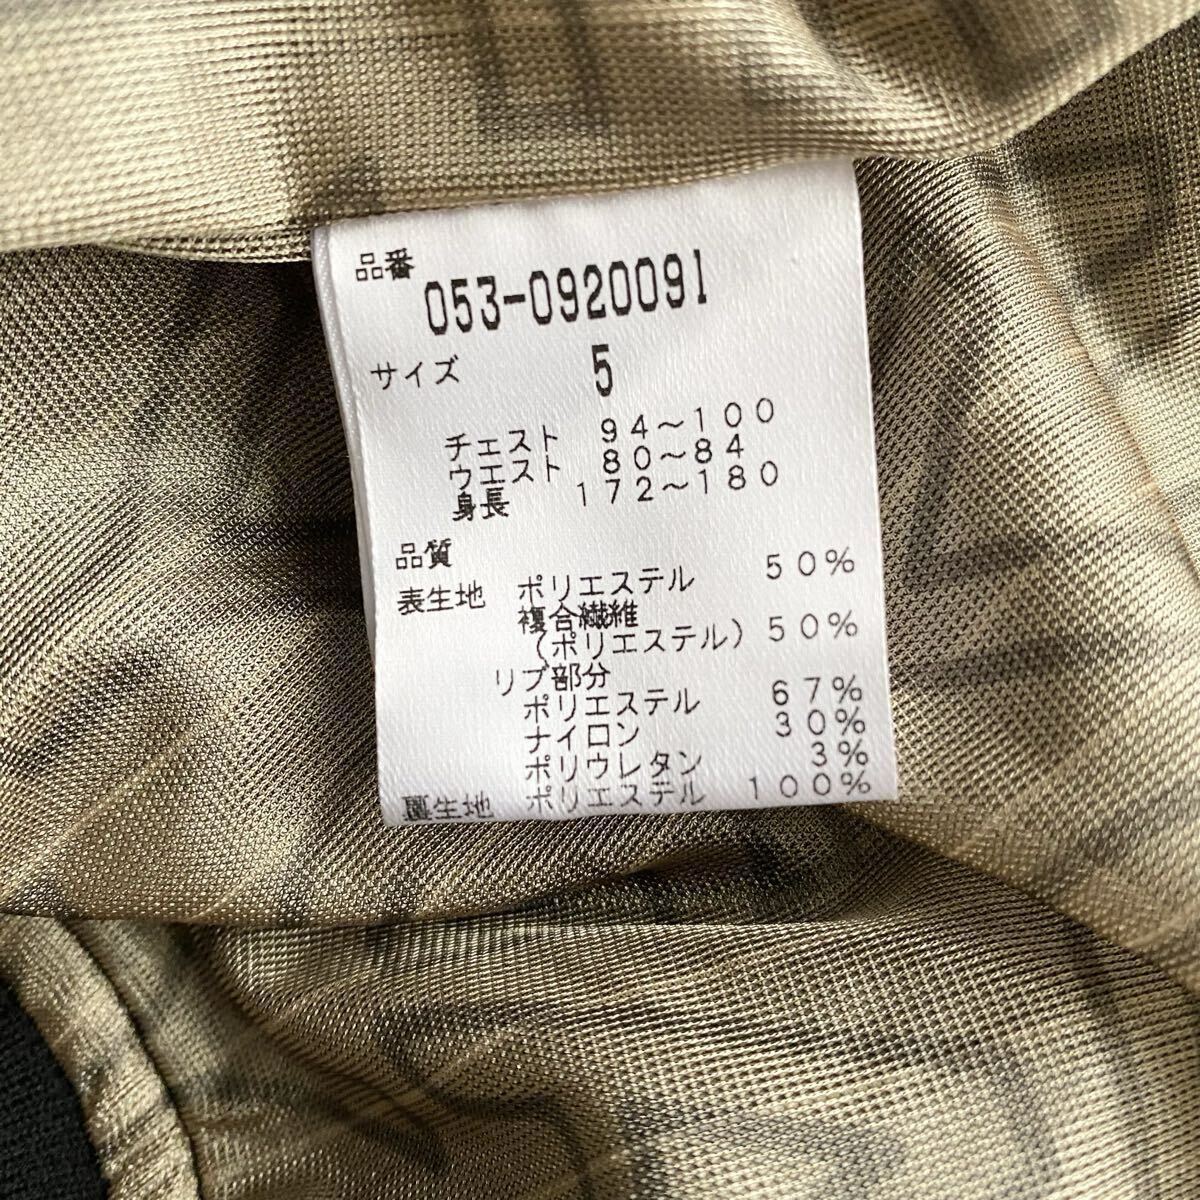 品番
053-0920091
サイズ 5
チェスト 94～100
ウエスト 80～84
身長 172～180
品質
表生地 ポリエステル 50%
複合繊維
(ポリエステル) 50%
リブ部分
ポリエステル 67%
ナイロン 30%
ポリウレタン 3%
裏生地 ポリエステル 100%